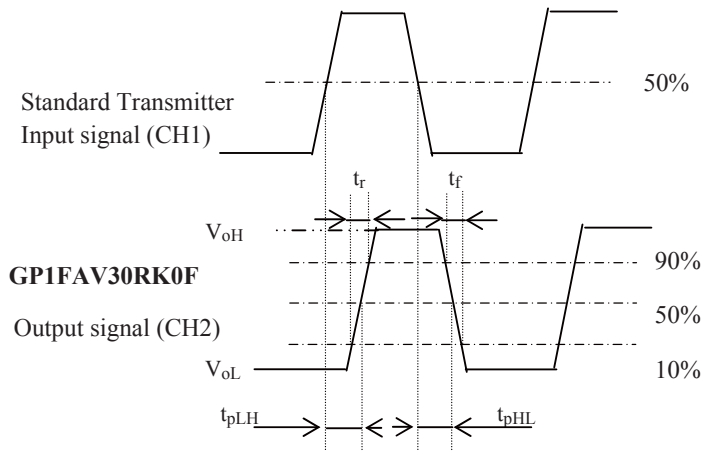 50%
Standard Transmitter
Input signal (CH1)
tr
tf
VoH
90%
GP1FAV30RK0F
50%
Output signal (CH2)
VoL
10%
tpLH
tpHL